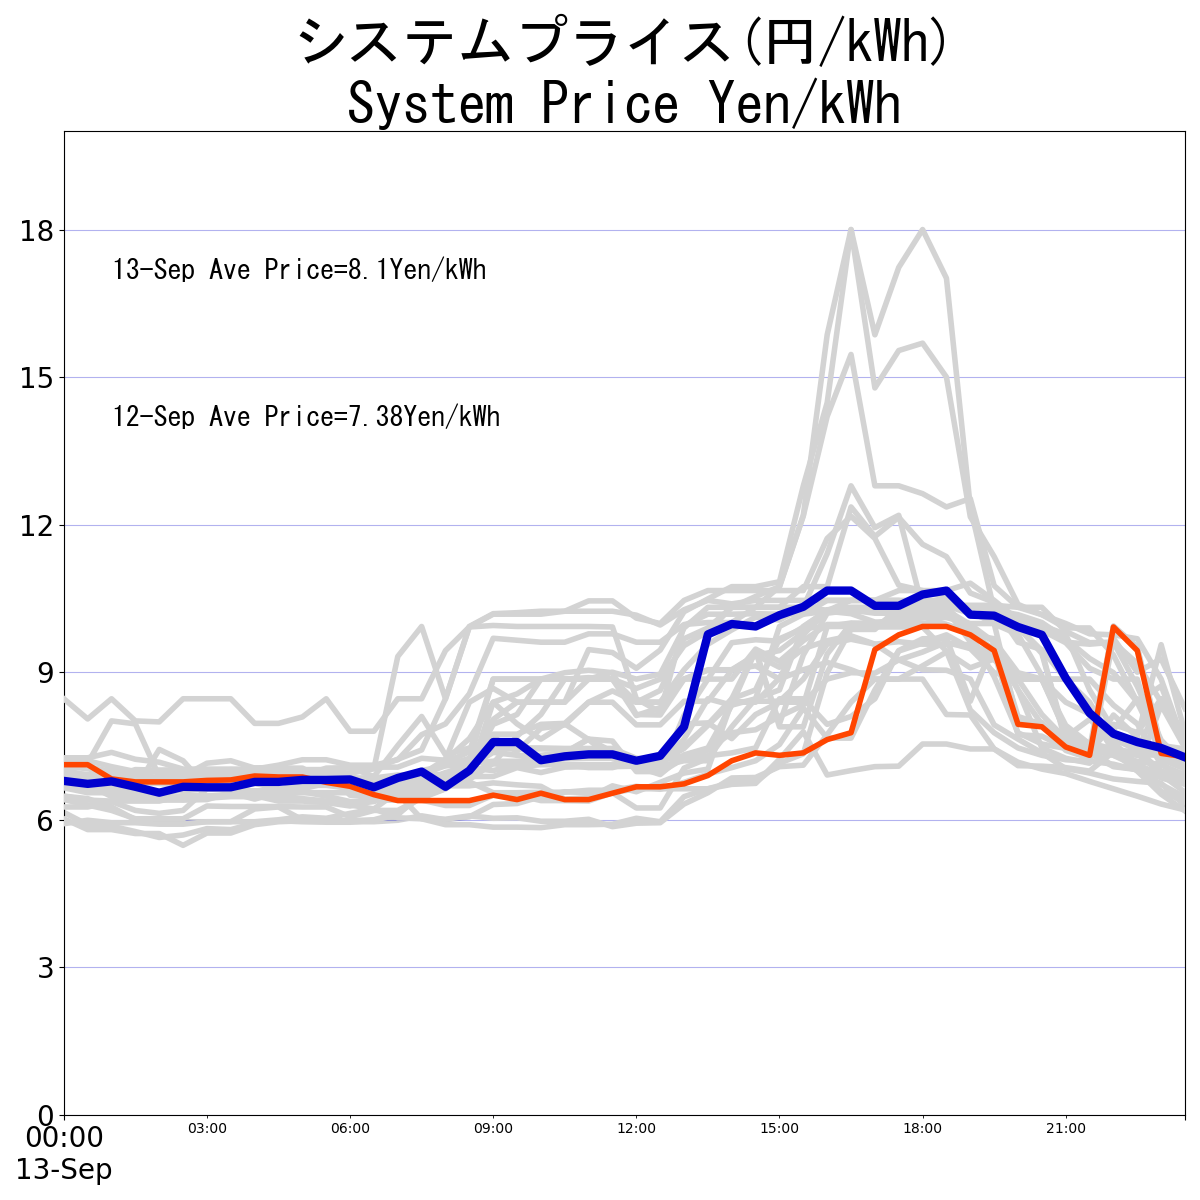 システムプライス(円/kWh)
System Price Yen/kWh
18
13-Sep Ave Price=8.1Yen/kWh
15
12-Sep Ave Price=7.38Yen/kWh
12
9
6
3
0
00:00 03:00 06:00 09:00 12:00 15:00 18:00 21:00
13-Sep